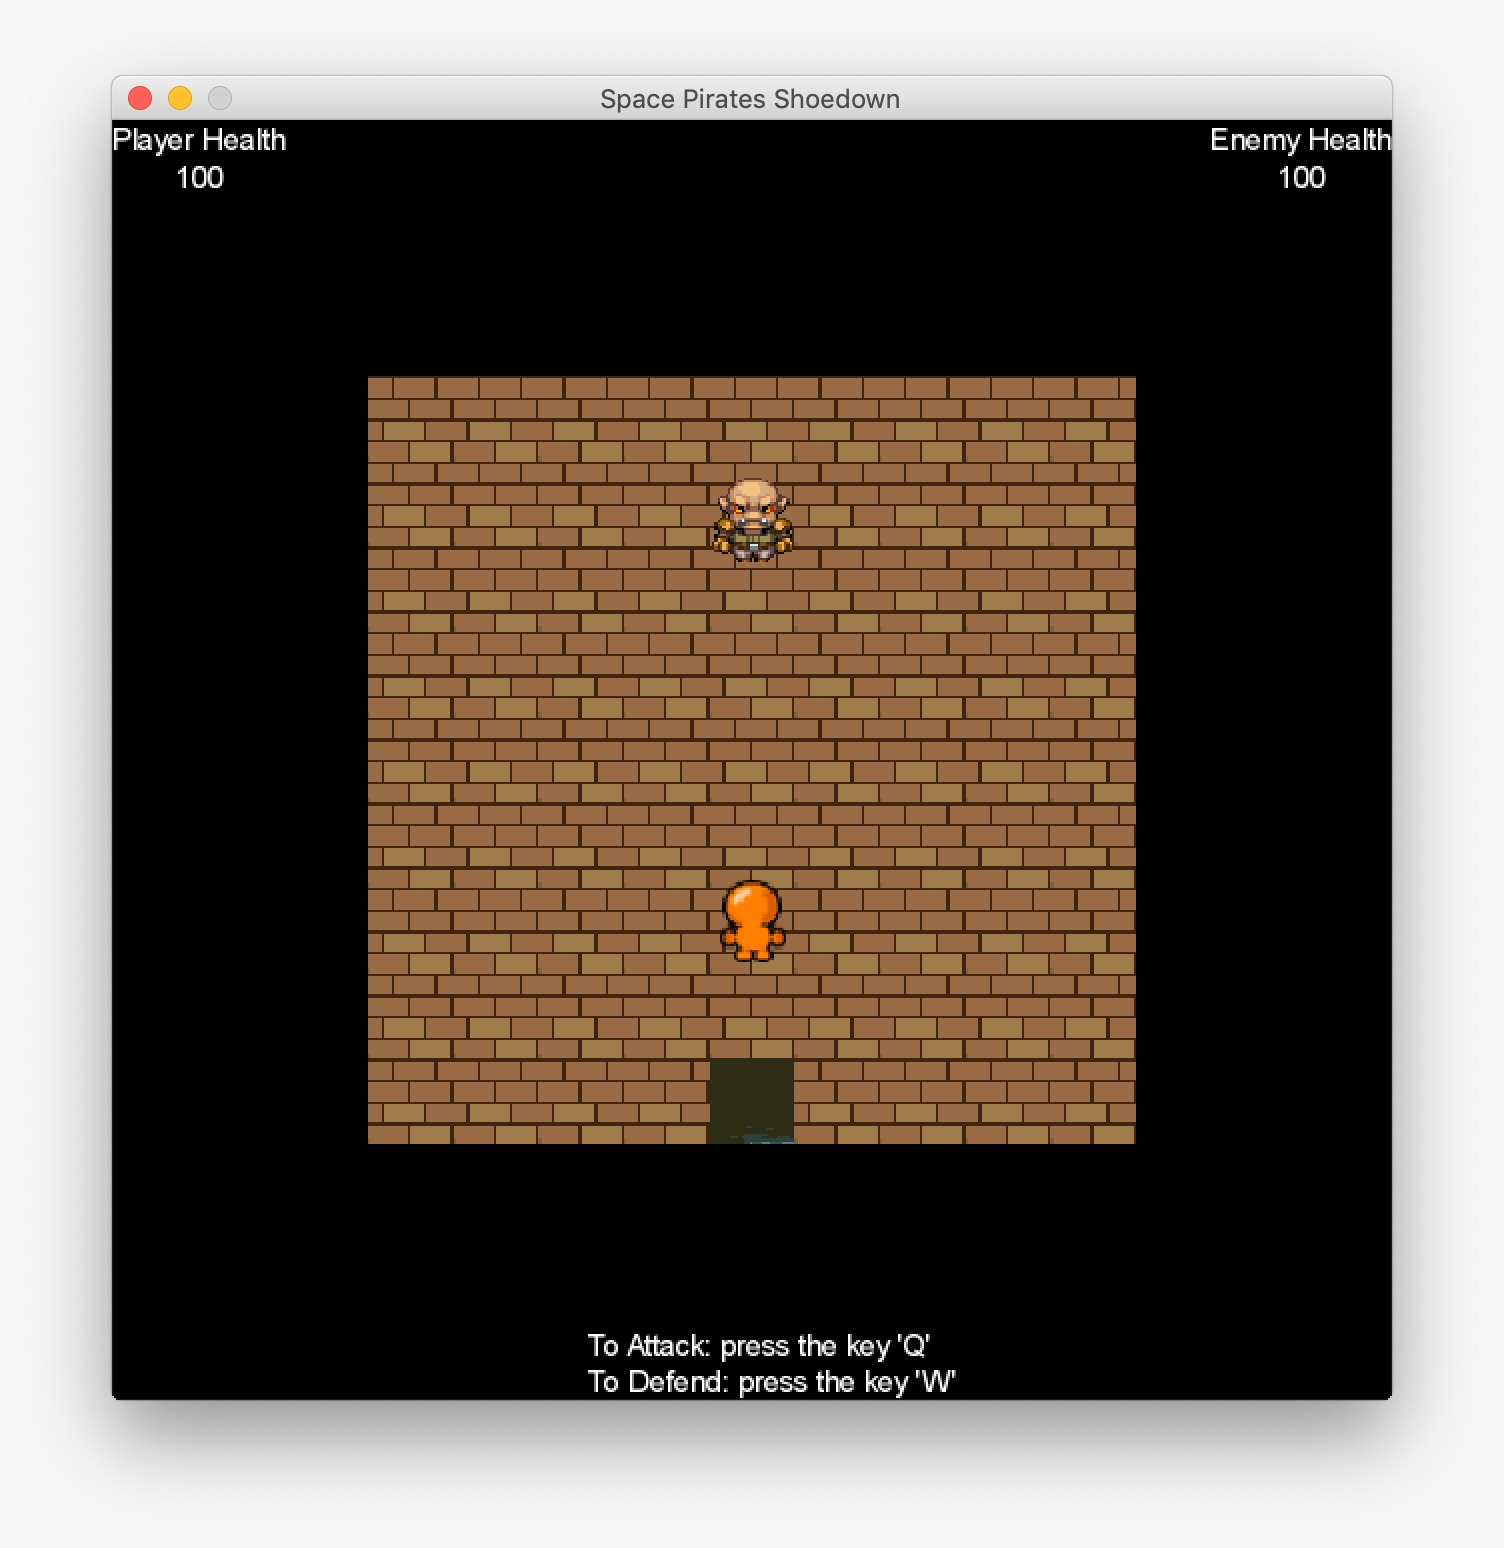 Space Pirates Shoedown
Player Health
100
Enemy Health
100
To Attack: press the key 'Q'
To Defend: press the key 'W'